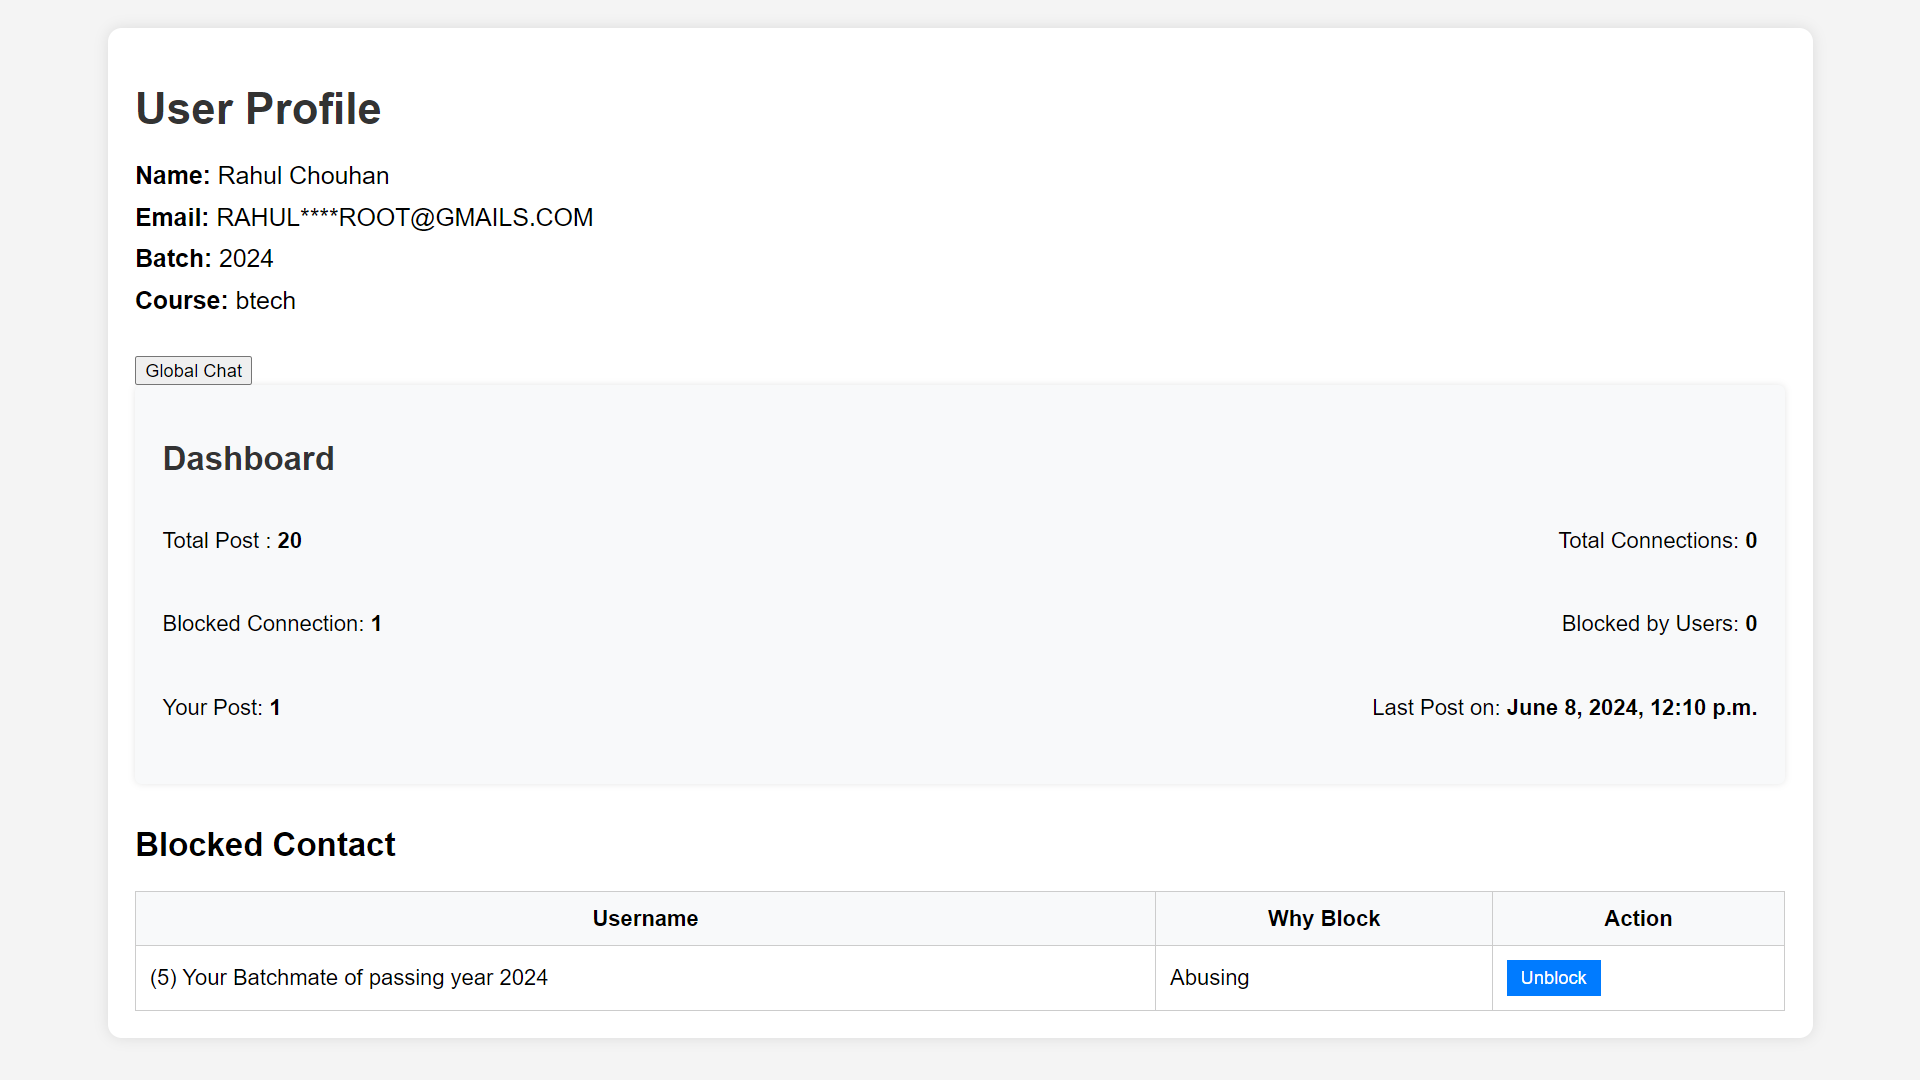 User Profile
Name: Rahul Chouhan
Email: RAHUL****ROOT@GMAILS.COM
Batch: 2024
Course: btech
Global Chat
Dashboard
Total Post : 20
Total Connections: 0
Blocked Connection: 1
Blocked by Users: 0
Your Post: 1
Last Post on: June 8, 2024, 12:10 p.m.
Blocked Contact
Username
Why Block
Action
(5) Your Batchmate of passing year 2024
Abusing
Unblock